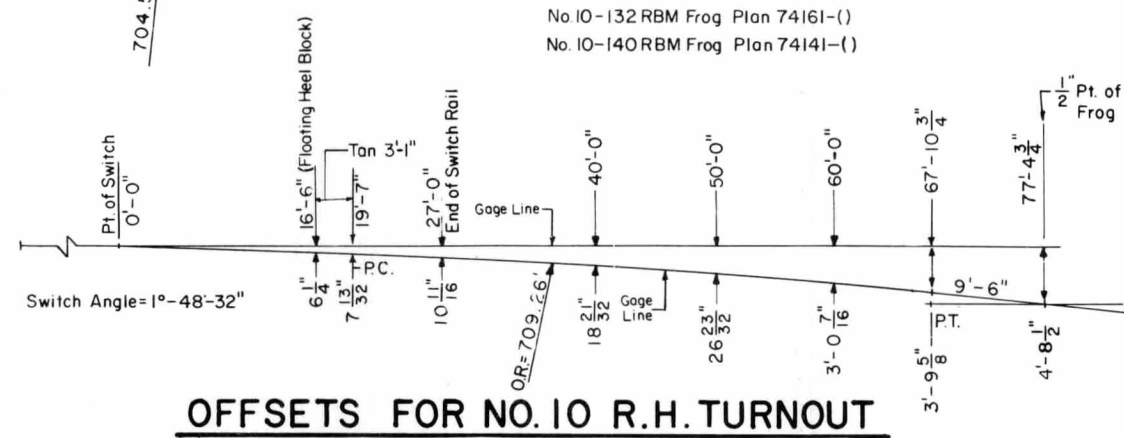 704.5
No. 10-132 RBM Frog Plan 74161-()
No. 10-140 RBM Frog Plan 74141-()
Pt. of Switch
0'-0"
16'-6" (Floating Heel Block)
Tan 3'-1"
19'-7"
27'-0"
End of Switch Rail
Gage Line
40'-0"
50'-0"
60'-0"
67'-10 3/4"
1/2" Pt. of
Frog
77'-4 3/4"
Switch Angle = 1°-48'-32"
6 1/4"
7 13/32"
P.C.
10 11/16"
O.R. = 709.26'
18 21/32"
Gage
Line
26 23/32"
3'-0 7/16"
9'-6"
P.T.
3'-9 5/8"
4'-8 1/2"
OFFSETS FOR NO. 10 R.H. TURNOUT